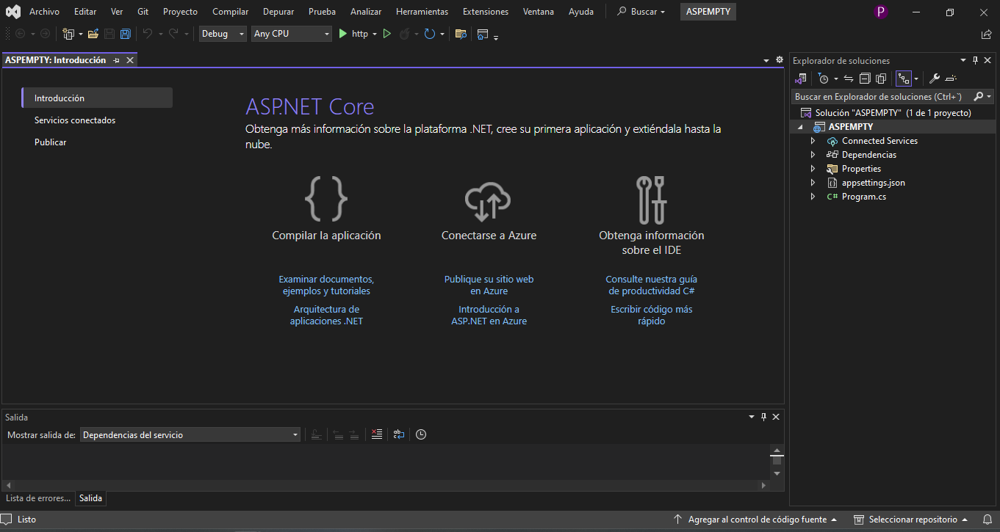 Archivo Editar Ver Git Proyecto Compilar Depurar Prueba Analizar Herramientas Extensiones Ventana Ayuda Buscar ASPEMPTY P
Debug Any CPU http
ASPEMPTY: Introducción
Introducción
Servicios conectados
Publicar
ASP.NET Core
Obtenga más información sobre la plataforma .NET, cree su primera aplicación y extiéndala hasta la
nube.
Compilar la aplicación
Examinar documentos,
ejemplos y tutoriales
Arquitectura de
aplicaciones .NET
Conectarse a Azure
Publique su sitio web
en Azure
Introducción a
ASP.NET en Azure
Obtenga información
sobre el IDE
Consulte nuestra guía
de productividad C#
Escribir código más
rápido
Explorador de soluciones
Buscar en Explorador de soluciones (Ctrl+`)
Solución "ASPEMPTY" (1 de 1 proyecto)
ASPEMPTY
Connected Services
Dependencias
Properties
appsettings.json
C# Program.cs
Salida
Mostrar salida de: Dependencias del servicio
Lista de errores... Salida
Listo Agregar al control de código fuente Seleccionar repositorio